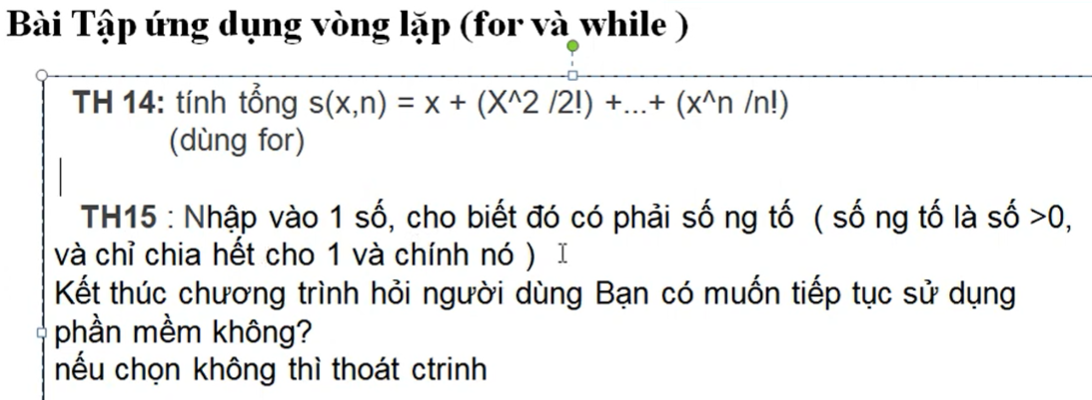 Bài Tập ứng dụng vòng lặp (for và while )
TH 14: tính tổng s(x,n) = x + (X^2 /2!) +...+ (x^n /n!)
(dùng for)
TH15 : Nhập vào 1 số, cho biết đó có phải số ng tố ( số ng tố là số >0,
và chỉ chia hết cho 1 và chính nó )
Kết thúc chương trình hỏi người dùng Bạn có muốn tiếp tục sử dụng
phần mềm không?
nếu chọn không thì thoát ctrinh